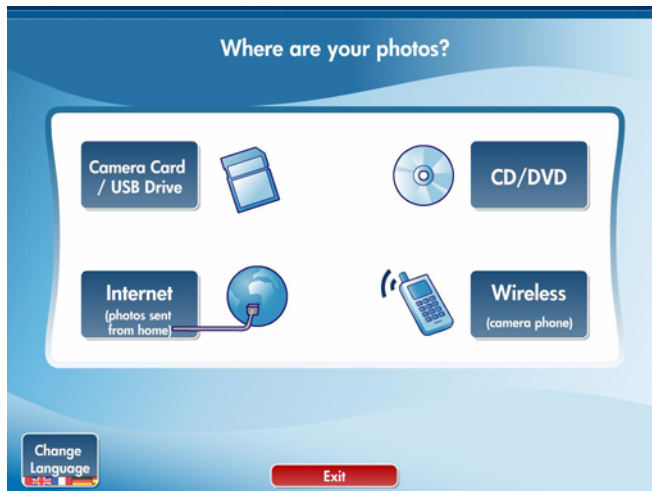 Where are your photos?
Camera Card
/ USB Drive
CD/DVD
Internet
(photos sent
from home)
Wireless
(camera phone)
Change
Language
Exit